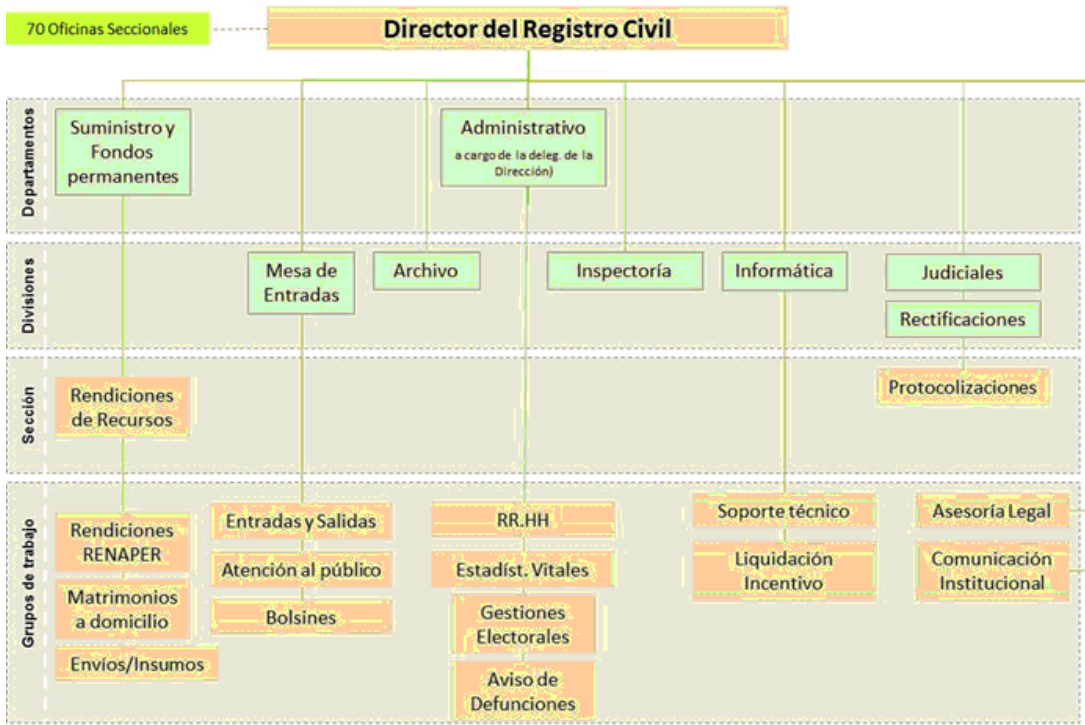 70 Oficinas Seccionales
Director del Registro Civil
Departamentos
Suministro y
Fondos
permanentes
Administrativo
a cargo de la deleg. de la
Dirección)
Divisiones
Mesa de
Entradas
Archivo
Inspectoría
Informática
Judiciales
Rectificaciones
Sección
Rendiciones
de Recursos
Protocolizaciones
Grupos de trabajo
Rendiciones
RENAPER
Matrimonios
a domicilio
Envíos/Insumos
Entradas y Salidas
Atención al público
Bolsines
RR.HH
Estadíst. Vitales
Gestiones
Electorales
Aviso de
Defunciones
Soporte técnico
Liquidación
Incentivo
Asesoría Legal
Comunicación
Institucional